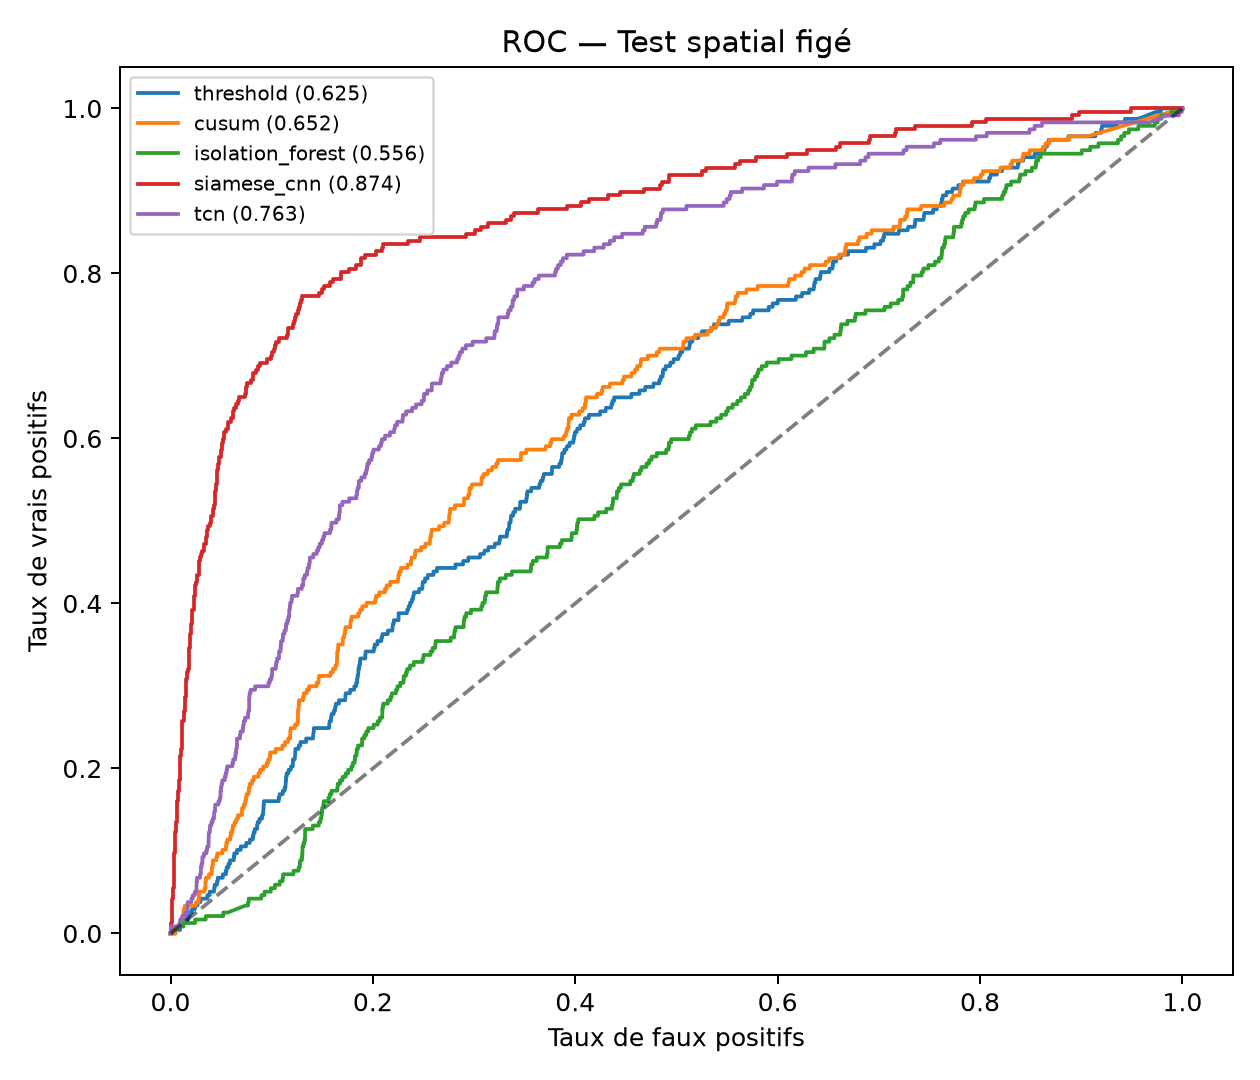 ROC — Test spatial figé
threshold (0.625)
cusum (0.652)
isolation_forest (0.556)
siamese_cnn (0.874)
tcn (0.763)
1.0
0.8
0.6
0.4
0.2
0.0
Taux de vrais positifs
0.0 0.2 0.4 0.6 0.8 1.0
Taux de faux positifs